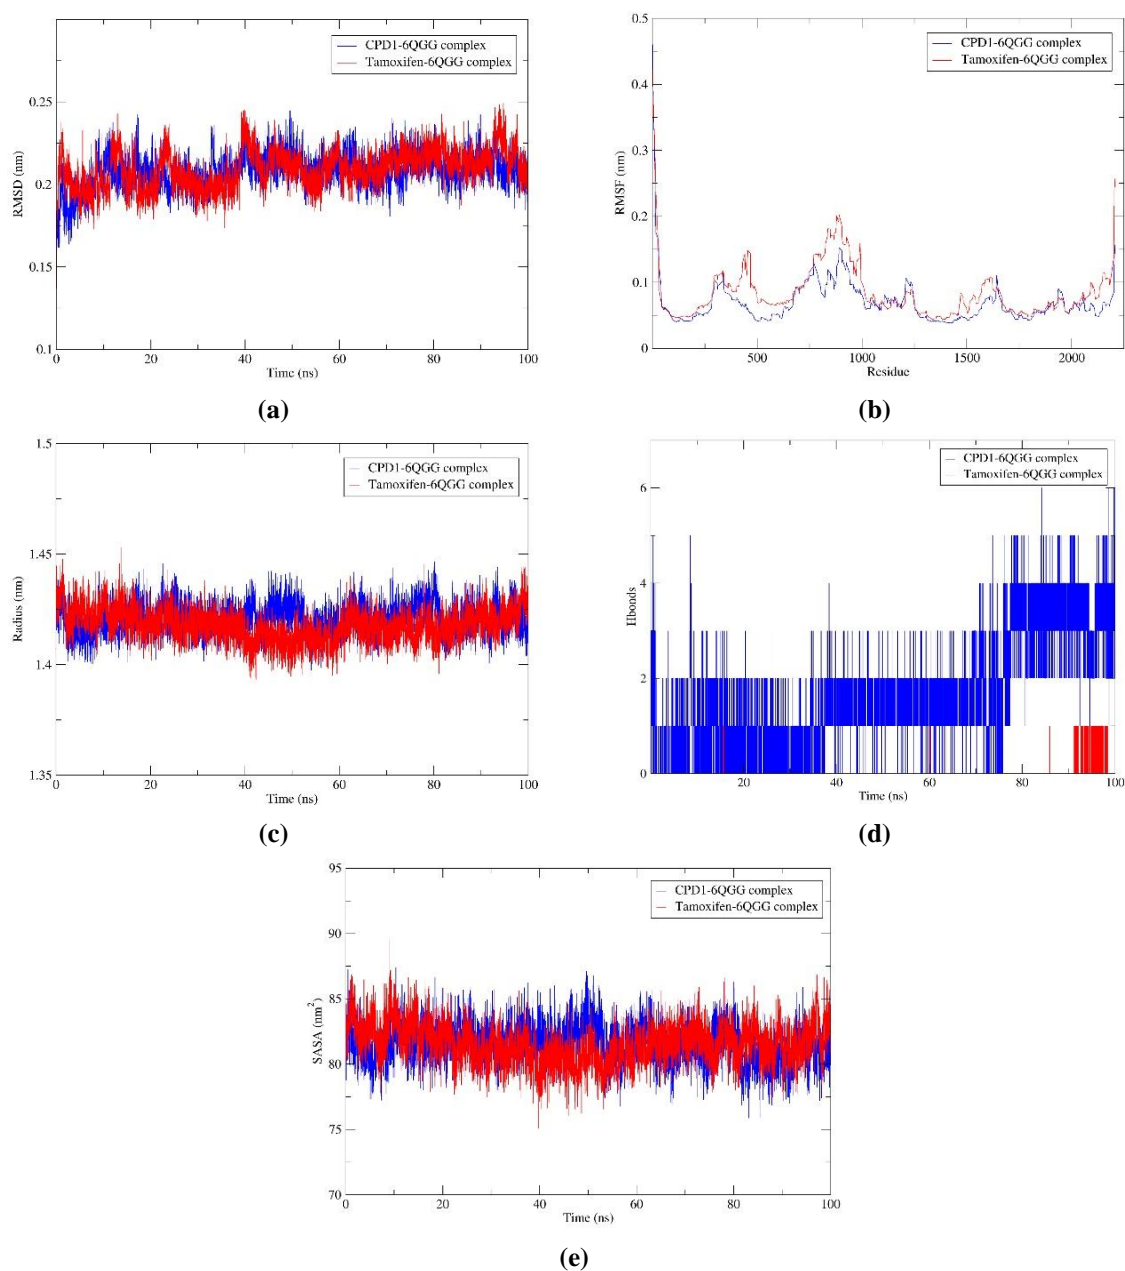 CPD1-6QGG complex
Tamoxifen-6QGG complex
0.25
0.2
0.15
0.1
RMSD (nm)
0 20 40 60 80 100
Time (ns)
(a)
CPD1-6QGG complex
Tamoxifen-6QGG complex
0.5
0.4
0.3
0.2
0.1
0
RMSF (nm)
500 1000 1500 2000
Residue
(b)
CPD1-6QGG complex
Tamoxifen-6QGG complex
1.5
1.45
1.4
1.35
Radius (nm)
0 20 40 60 80 100
Time (ns)
(c)
CPD1-6QGG complex
Tamoxifen-6QGG complex
6
4
2
0
Hbonds
20 40 60 80 100
Time (ns)
(d)
CPD1-6QGG complex
Tamoxifen-6QGG complex
95
90
85
80
75
70
SASA (nm²)
0 20 40 60 80 100
Time (ns)
(e)